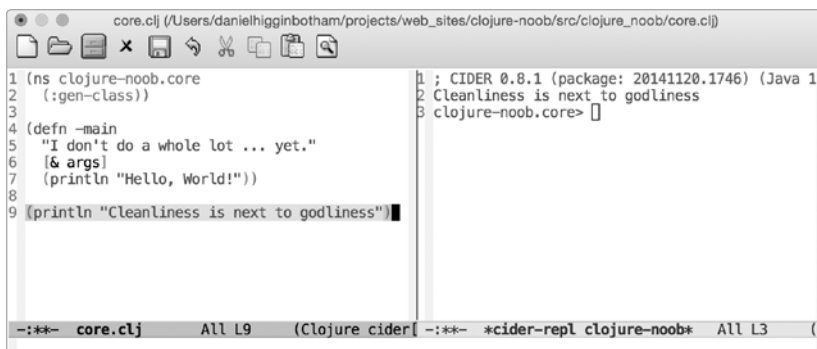 core.clj (/Users/danielhigginbotham/projects/web_sites/clojure-noob/src/clojure_noob/core.clj)
1 (ns clojure-noob.core
2   (:gen-class))
3
4 (defn -main
5   "I don't do a whole lot ... yet."
6   [& args]
7   (println "Hello, World!"))
8
9 (println "Cleanliness is next to godliness")
-:**-  core.clj       All L9     (Clojure cider[
1 ; CIDER 0.8.1 (package: 20141120.1746) (Java 1
2 Cleanliness is next to godliness
3 clojure-noob.core>
-:**-  *cider-repl clojure-noob*   All L3     (